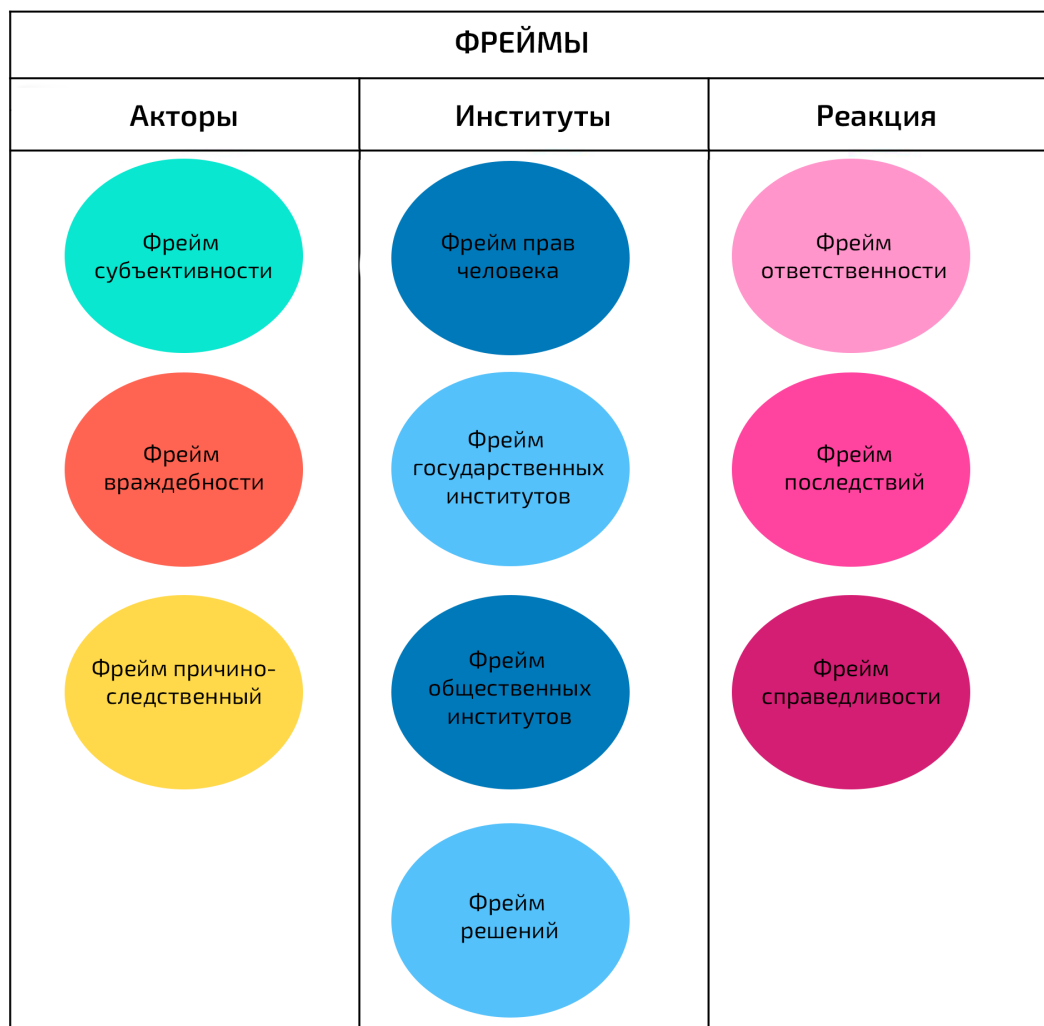 ФРЕЙМЫ
Акторы
Институты
Реакция
Фрейм
субъективности
Фрейм прав
человека
Фрейм
ответственности
Фрейм
враждебности
Фрейм
государственных
институтов
Фрейм
последствий
Фрейм причино-
следственный
Фрейм
общественных
институтов
Фрейм
справедливости
Фрейм
решений